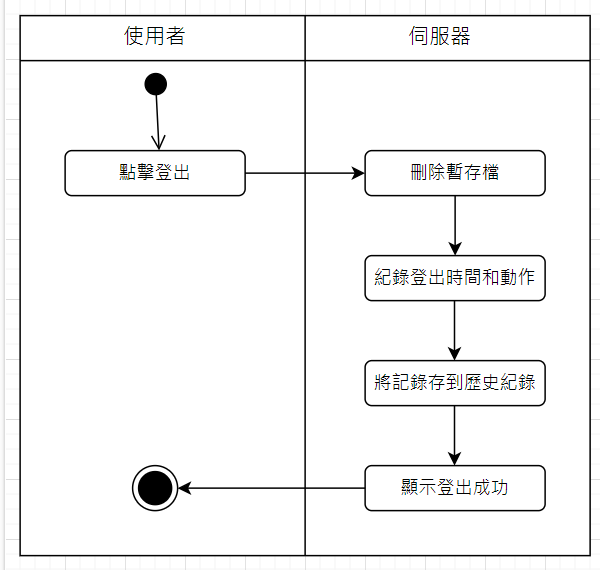 使用者
伺服器
點擊登出
刪除暫存檔
紀錄登出時間和動作
將記錄存到歷史紀錄
顯示登出成功